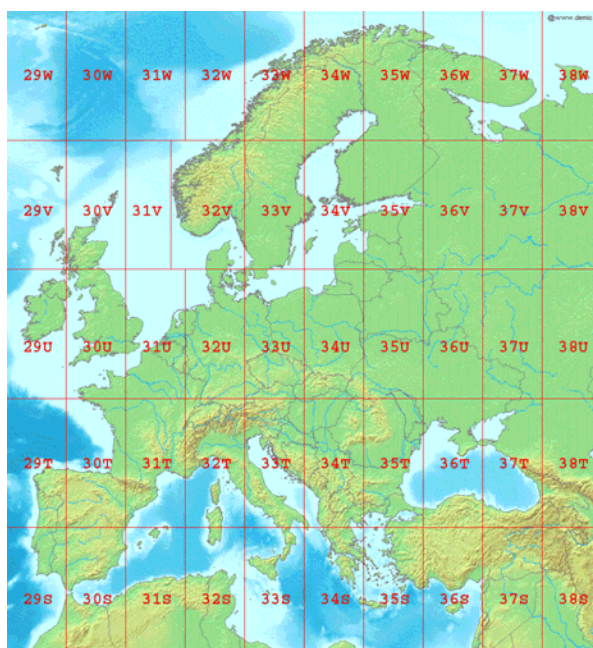 @www.demis
29W 30W 31W 32W 33W 34W 35W 36W 37W 38W
29V 30V 31V 32V 33V 34V 35V 36V 37V 38V
29U 30U 31U 32U 33U 34U 35U 36U 37U 38U
29T 30T 31T 32T 33T 34T 35T 36T 37T 38T
29S 30S 31S 32S 33S 34S 35S 36S 37S 38S